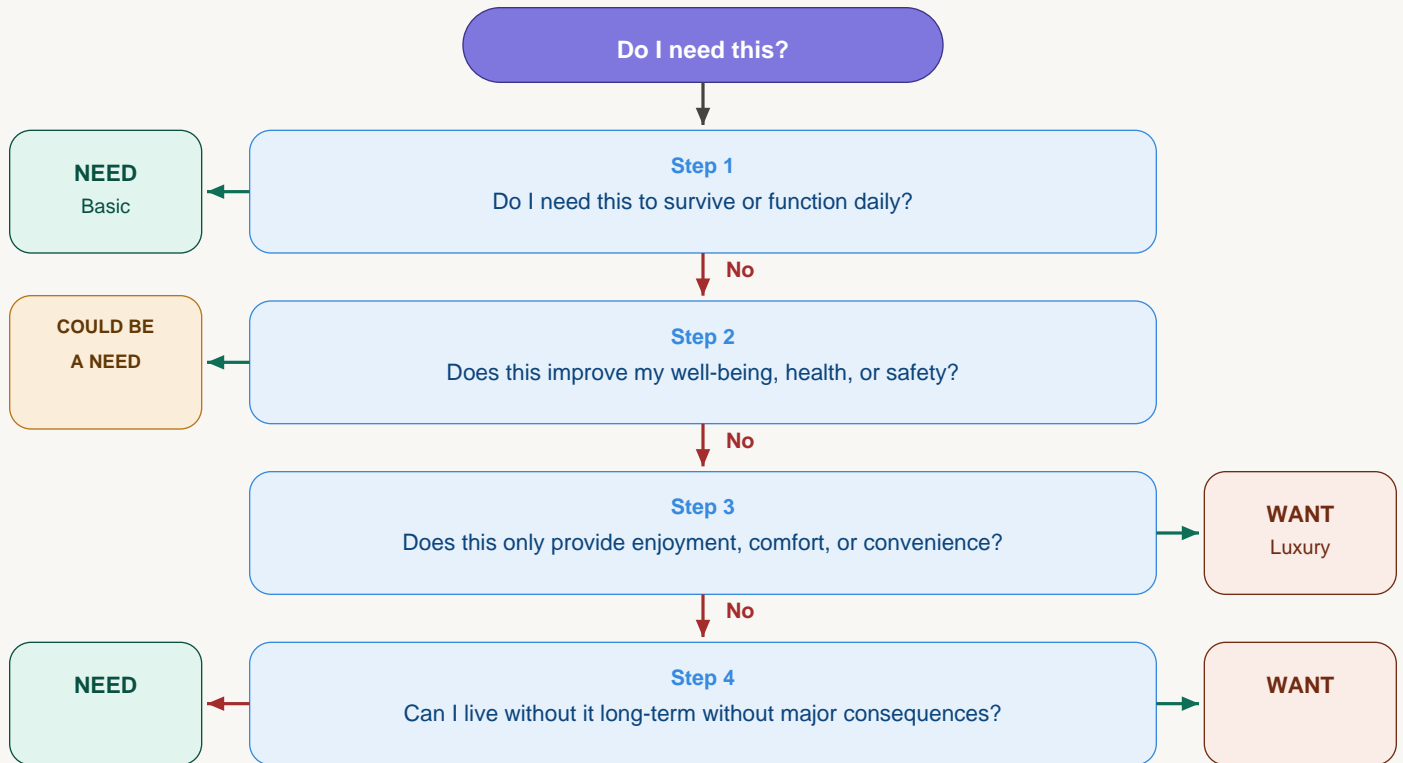 Do I need this?
NEED
Basic
Step 1
Do I need this to survive or function daily?
No
COULD BE
A NEED
Step 2
Does this improve my well-being, health, or safety?
No
Step 3
Does this only provide enjoyment, comfort, or convenience?
WANT
Luxury
No
NEED
Step 4
Can I live without it long-term without major consequences?
WANT